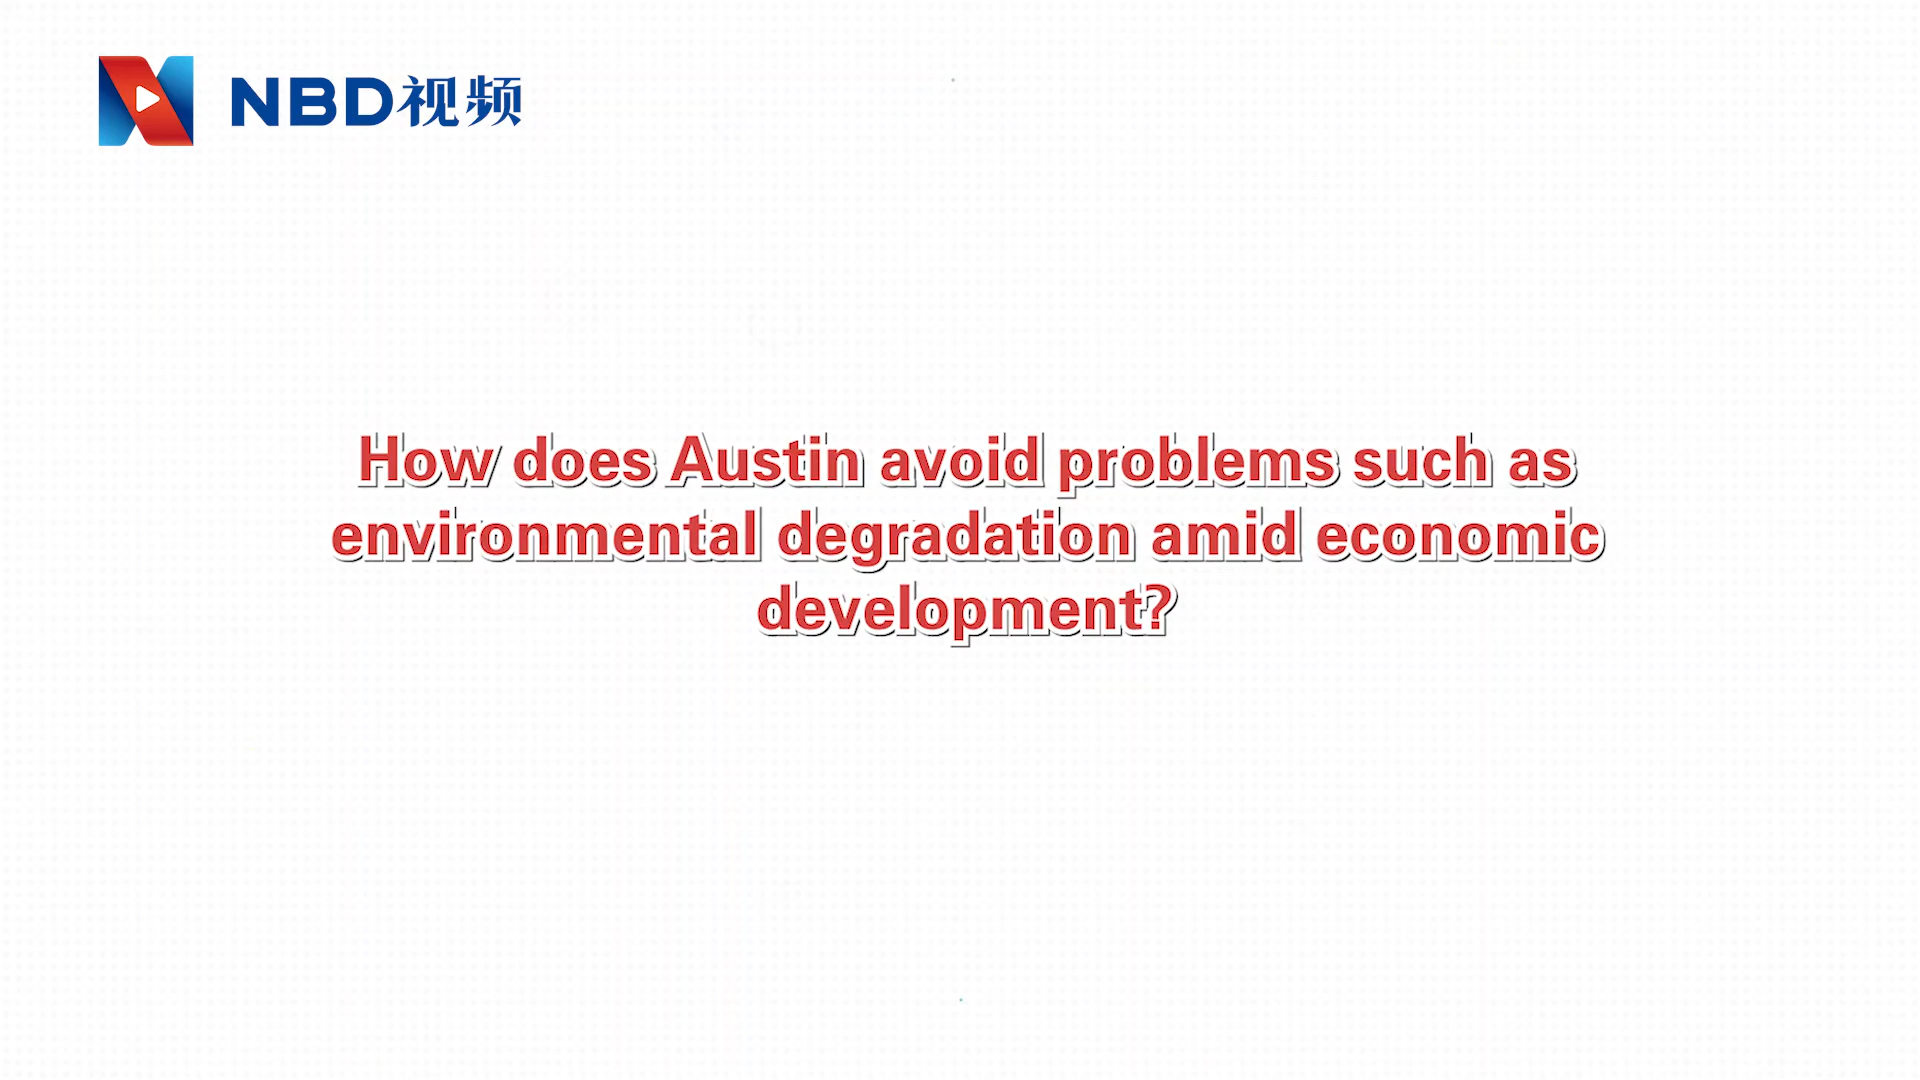 NBD视频
How does Austin avoid problems such as
environmental degradation amid economic
development?